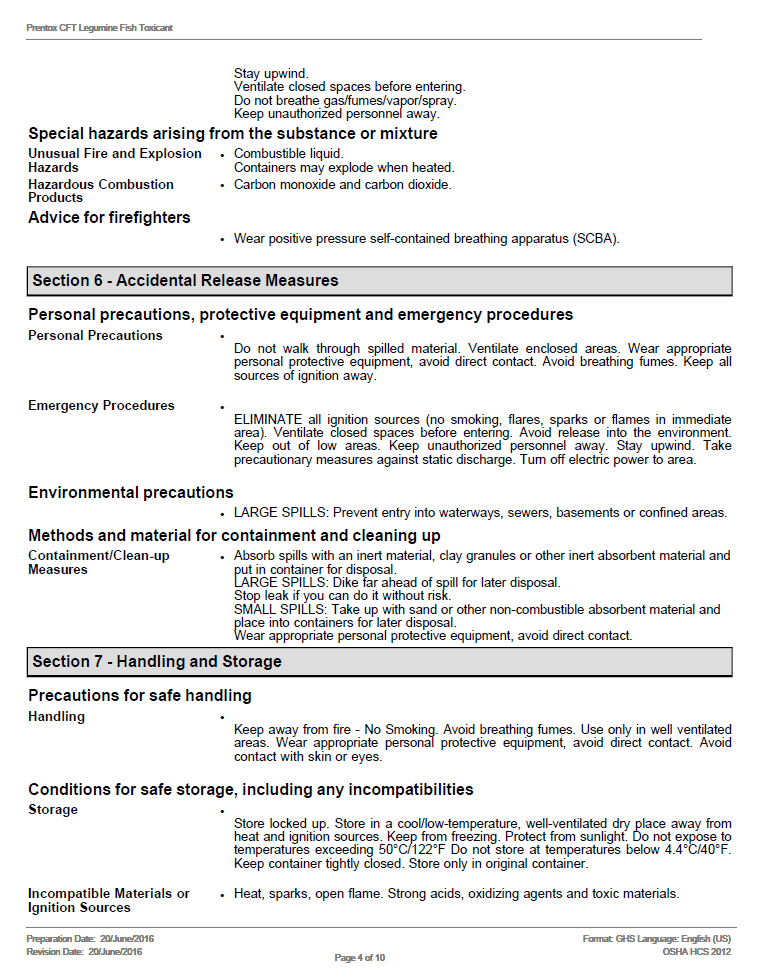 Prentox CFT Legumine Fish Toxicant
Stay upwind.
Ventilate closed spaces before entering.
Do not breathe gas/fumes/vapor/spray.
Keep unauthorized personnel away.
Special hazards arising from the substance or mixture
Unusual Fire and Explosion • Combustible liquid.
Hazards Containers may explode when heated.
Hazardous Combustion • Carbon monoxide and carbon dioxide.
Products
Advice for firefighters
• Wear positive pressure self-contained breathing apparatus (SCBA).
Section 6 - Accidental Release Measures
Personal precautions, protective equipment and emergency procedures
Personal Precautions •
Do not walk through spilled material. Ventilate enclosed areas. Wear appropriate
personal protective equipment, avoid direct contact. Avoid breathing fumes. Keep all
sources of ignition away.
Emergency Procedures •
ELIMINATE all ignition sources (no smoking, flares, sparks or flames in immediate
area). Ventilate closed spaces before entering. Avoid release into the environment.
Keep out of low areas. Keep unauthorized personnel away. Stay upwind. Take
precautionary measures against static discharge. Turn off electric power to area.
Environmental precautions
• LARGE SPILLS: Prevent entry into waterways, sewers, basements or confined areas.
Methods and material for containment and cleaning up
Containment/Clean-up • Absorb spills with an inert material, clay granules or other inert absorbent material and
Measures put in container for disposal.
LARGE SPILLS: Dike far ahead of spill for later disposal.
Stop leak if you can do it without risk.
SMALL SPILLS: Take up with sand or other non-combustible absorbent material and
place into containers for later disposal.
Wear appropriate personal protective equipment, avoid direct contact.
Section 7 - Handling and Storage
Precautions for safe handling
Handling •
Keep away from fire - No Smoking. Avoid breathing fumes. Use only in well ventilated
areas. Wear appropriate personal protective equipment, avoid direct contact. Avoid
contact with skin or eyes.
Conditions for safe storage, including any incompatibilities
Storage •
Store locked up. Store in a cool/low-temperature, well-ventilated dry place away from
heat and ignition sources. Keep from freezing. Protect from sunlight. Do not expose to
temperatures exceeding 50°C/122°F Do not store at temperatures below 4.4°C/40°F.
Keep container tightly closed. Store only in original container.
Incompatible Materials or • Heat, sparks, open flame. Strong acids, oxidizing agents and toxic materials.
Ignition Sources
Preparation Date: 20/June/2016 Format: GHS Language: English (US)
Revision Date: 20/June/2016 Page 4 of 10 OSHA HCS 2012